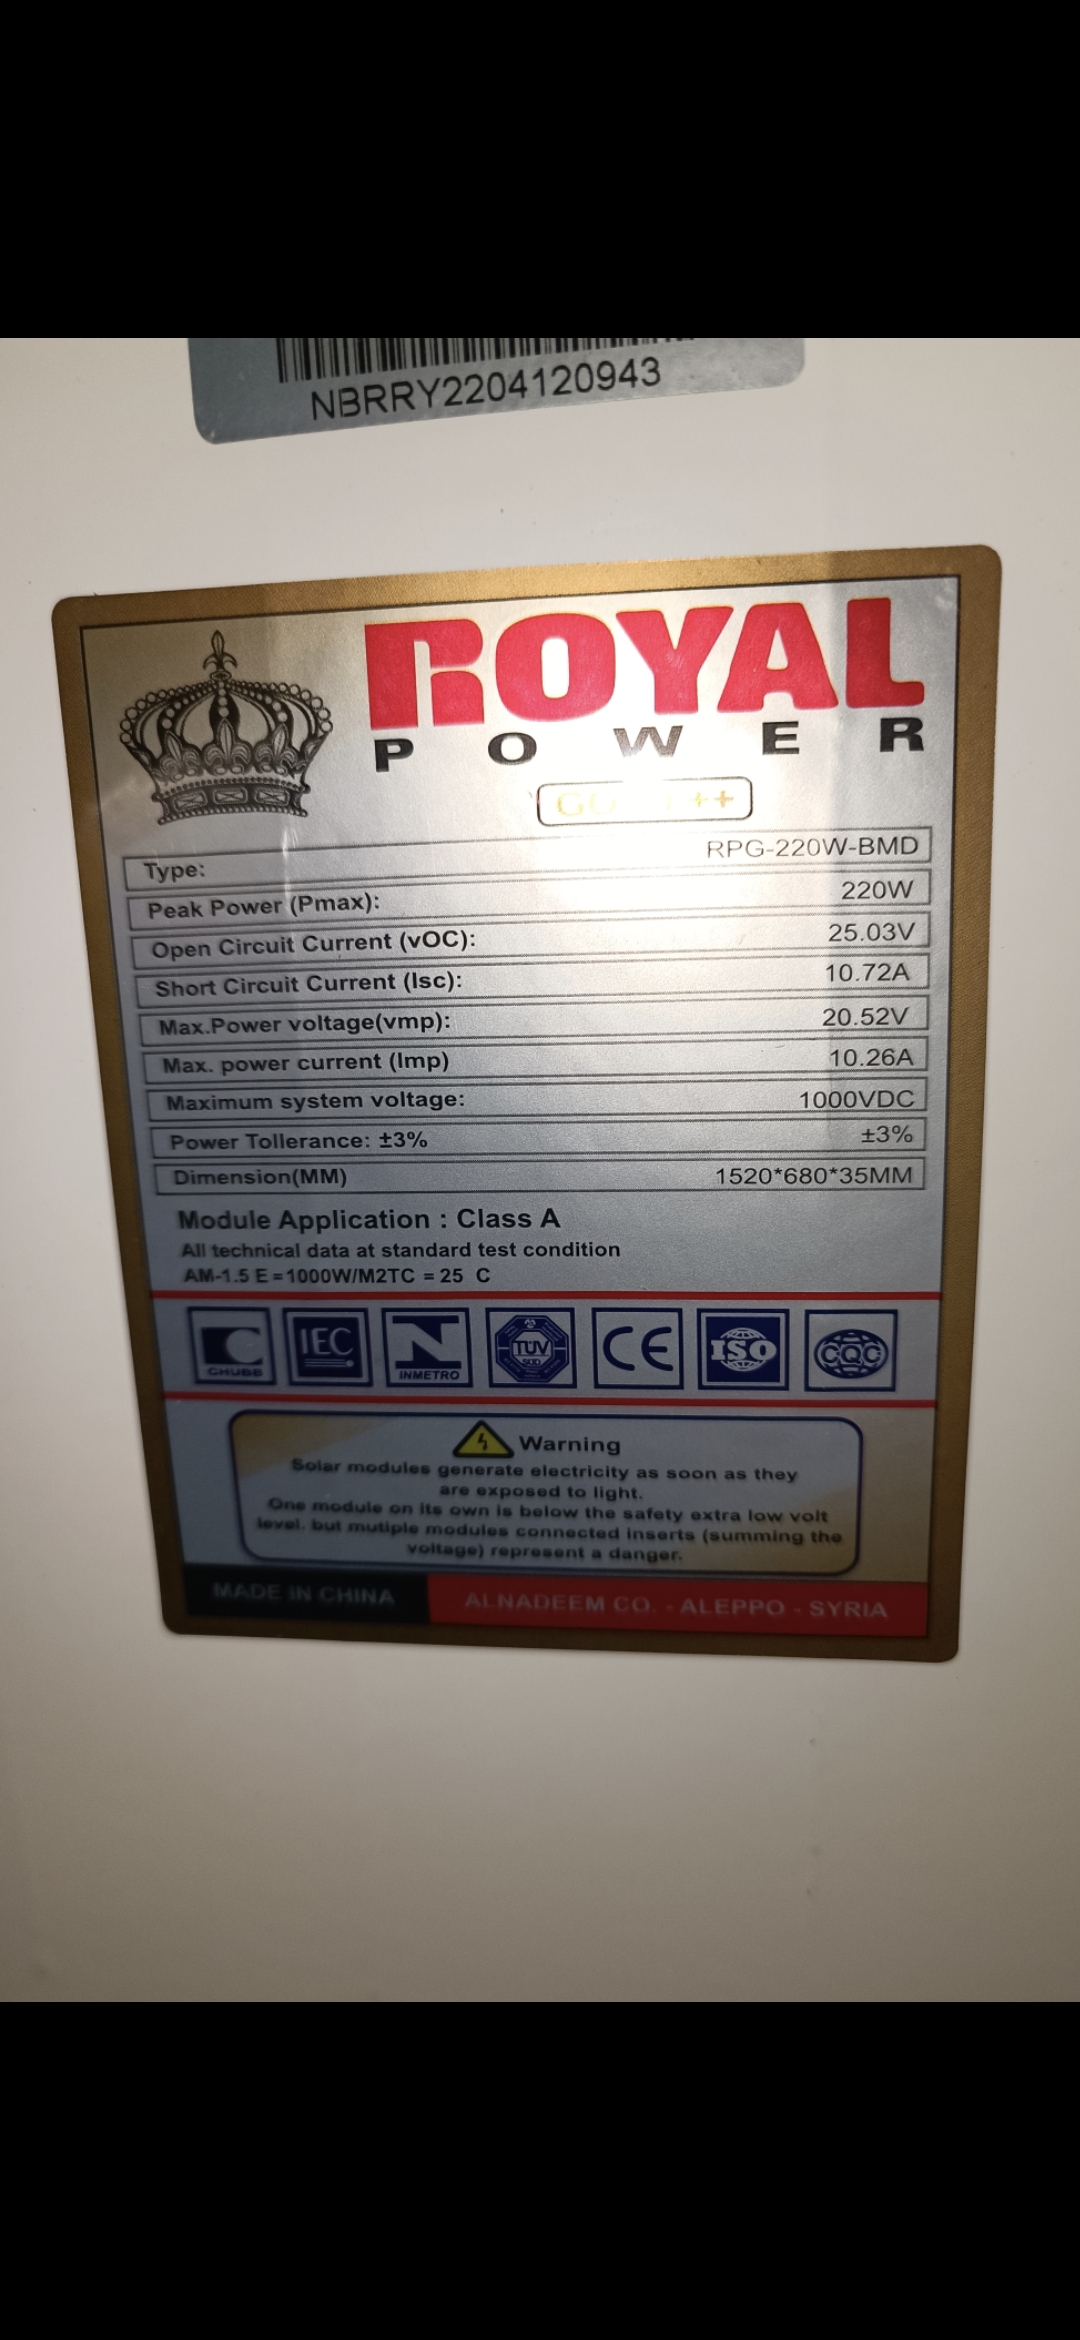 NBRRY2204120943
ROYAL
POWER
++
Type: RPG-220W-BMD
Peak Power (Pmax): 220W
Open Circuit Current (vOC): 25.03V
Short Circuit Current (Isc): 10.72A
Max.Power voltage(vmp): 20.52V
Max. power current (Imp) 10.26A
Maximum system voltage: 1000VDC
Power Tollerance: ±3% ±3%
Dimension(MM) 1520*680*35MM
Module Application : Class A
All technical data at standard test condition
AM-1.5 E=1000W/M2TC = 25 C
CHUBB IEC INMETRO TÜV SÜD CE ISO CQC
Warning
Solar modules generate electricity as soon as they
are exposed to light.
One module on its own is below the safety extra low volt
level. but mutiple modules connected inserts (summing the
voltage) represent a danger.
MADE IN CHINA ALNADEEM CO. - ALEPPO - SYRIA